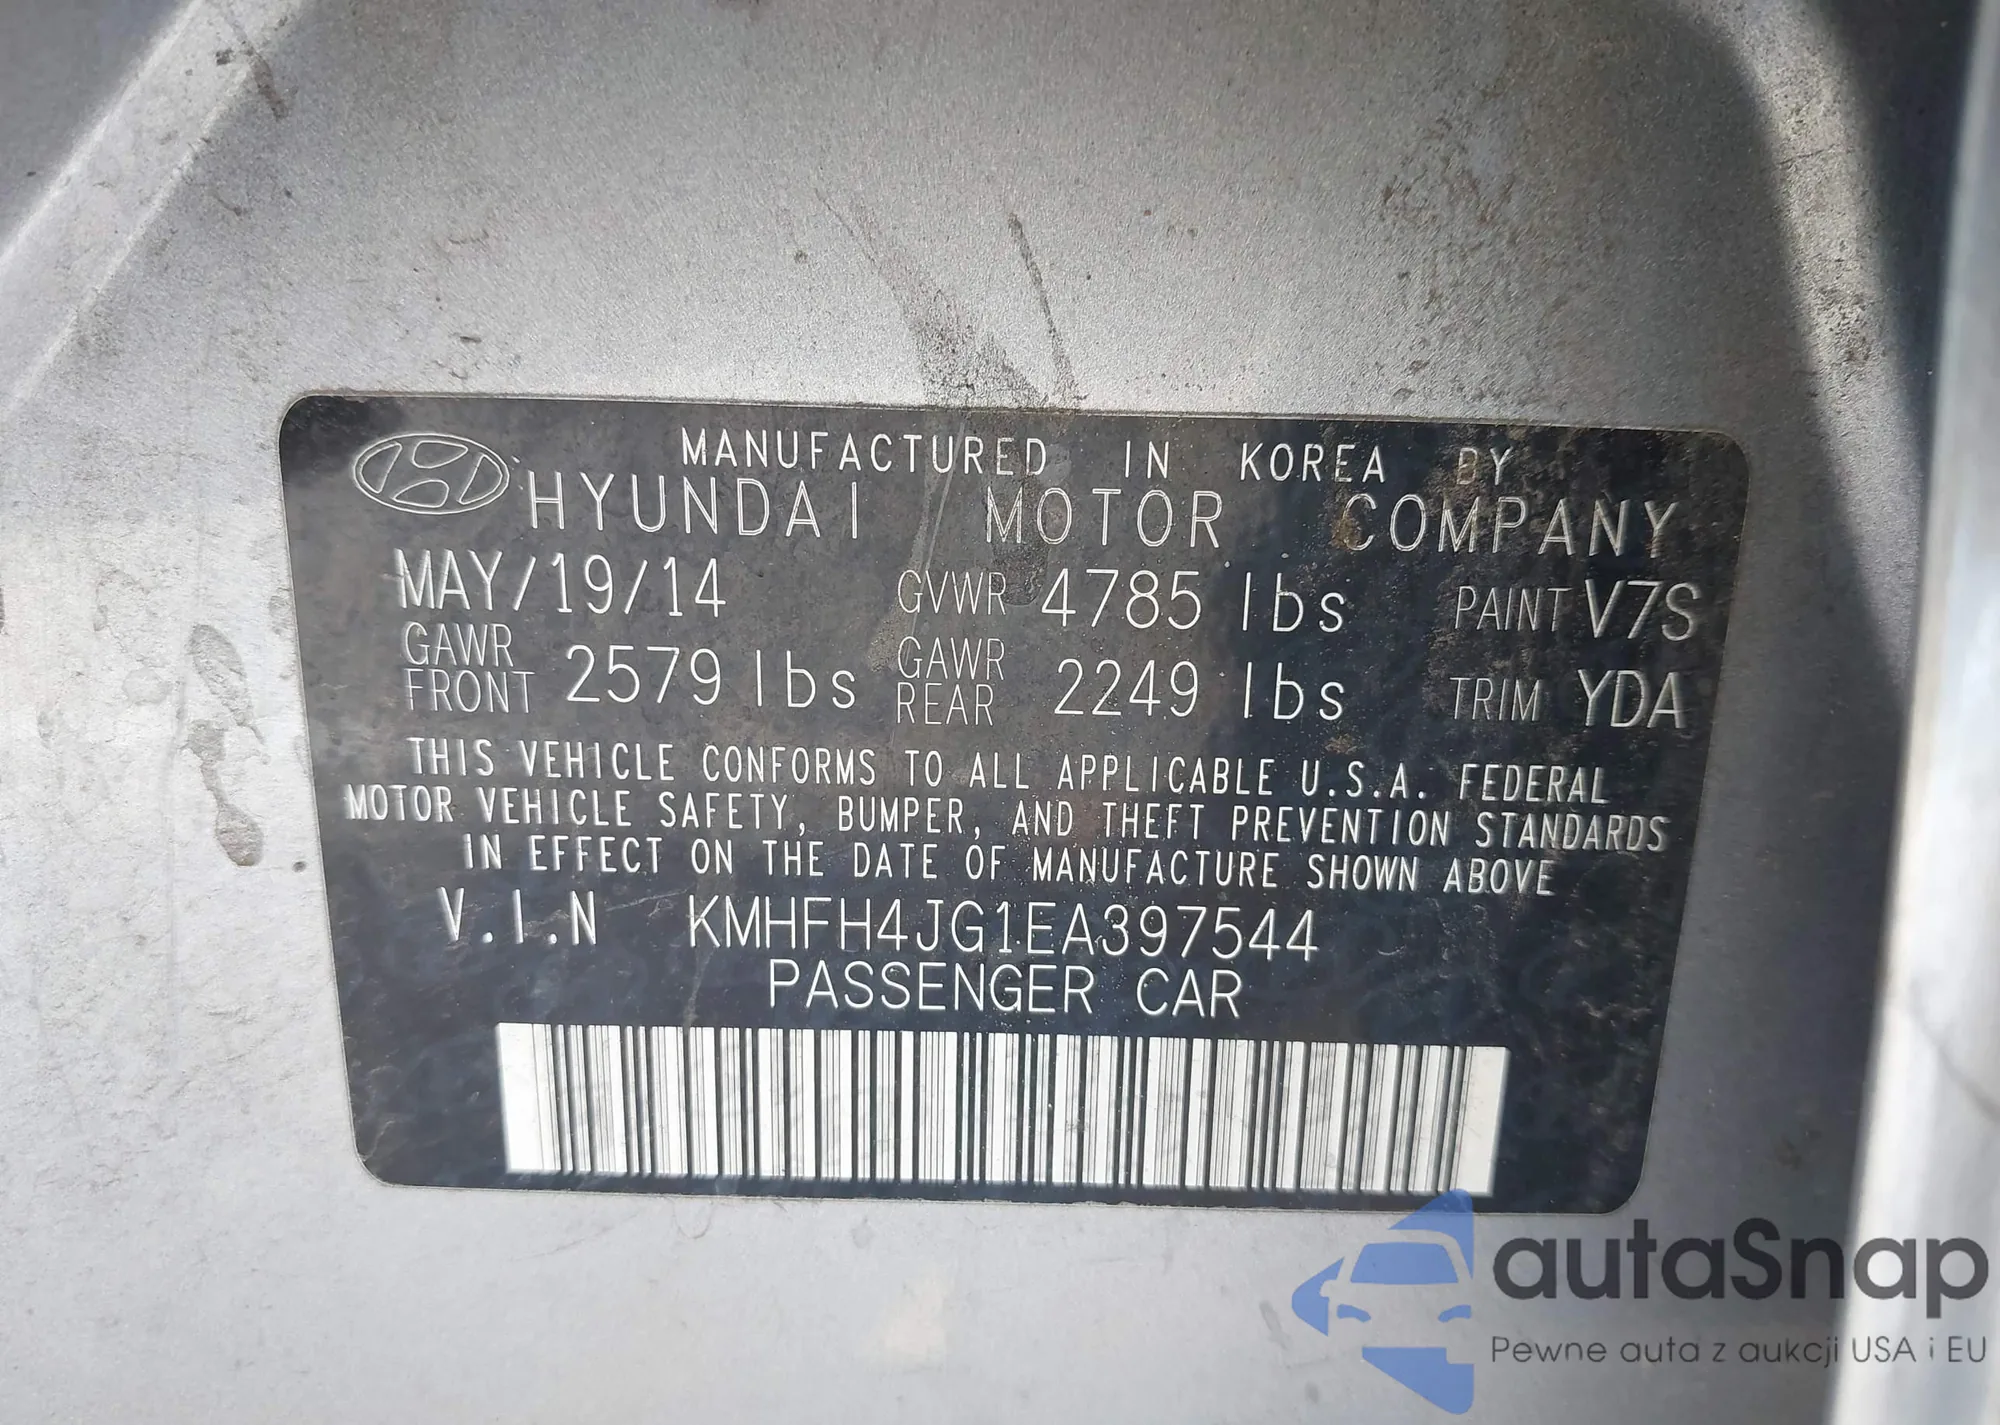 MANUFACTURED IN KOREA BY
HYUNDAI MOTOR COMPANY
MAY/19/14 GVWR 4785 lbs PAINT V7S
GAWR FRONT 2579 lbs GAWR REAR 2249 lbs TRIM YDA
THIS VEHICLE CONFORMS TO ALL APPLICABLE U.S.A. FEDERAL
MOTOR VEHICLE SAFETY, BUMPER, AND THEFT PREVENTION STANDARDS
IN EFFECT ON THE DATE OF MANUFACTURE SHOWN ABOVE
V.I.N KMHFH4JG1EA397544
PASSENGER CAR
autaSnap
Pewne auta z aukcji USA i EU